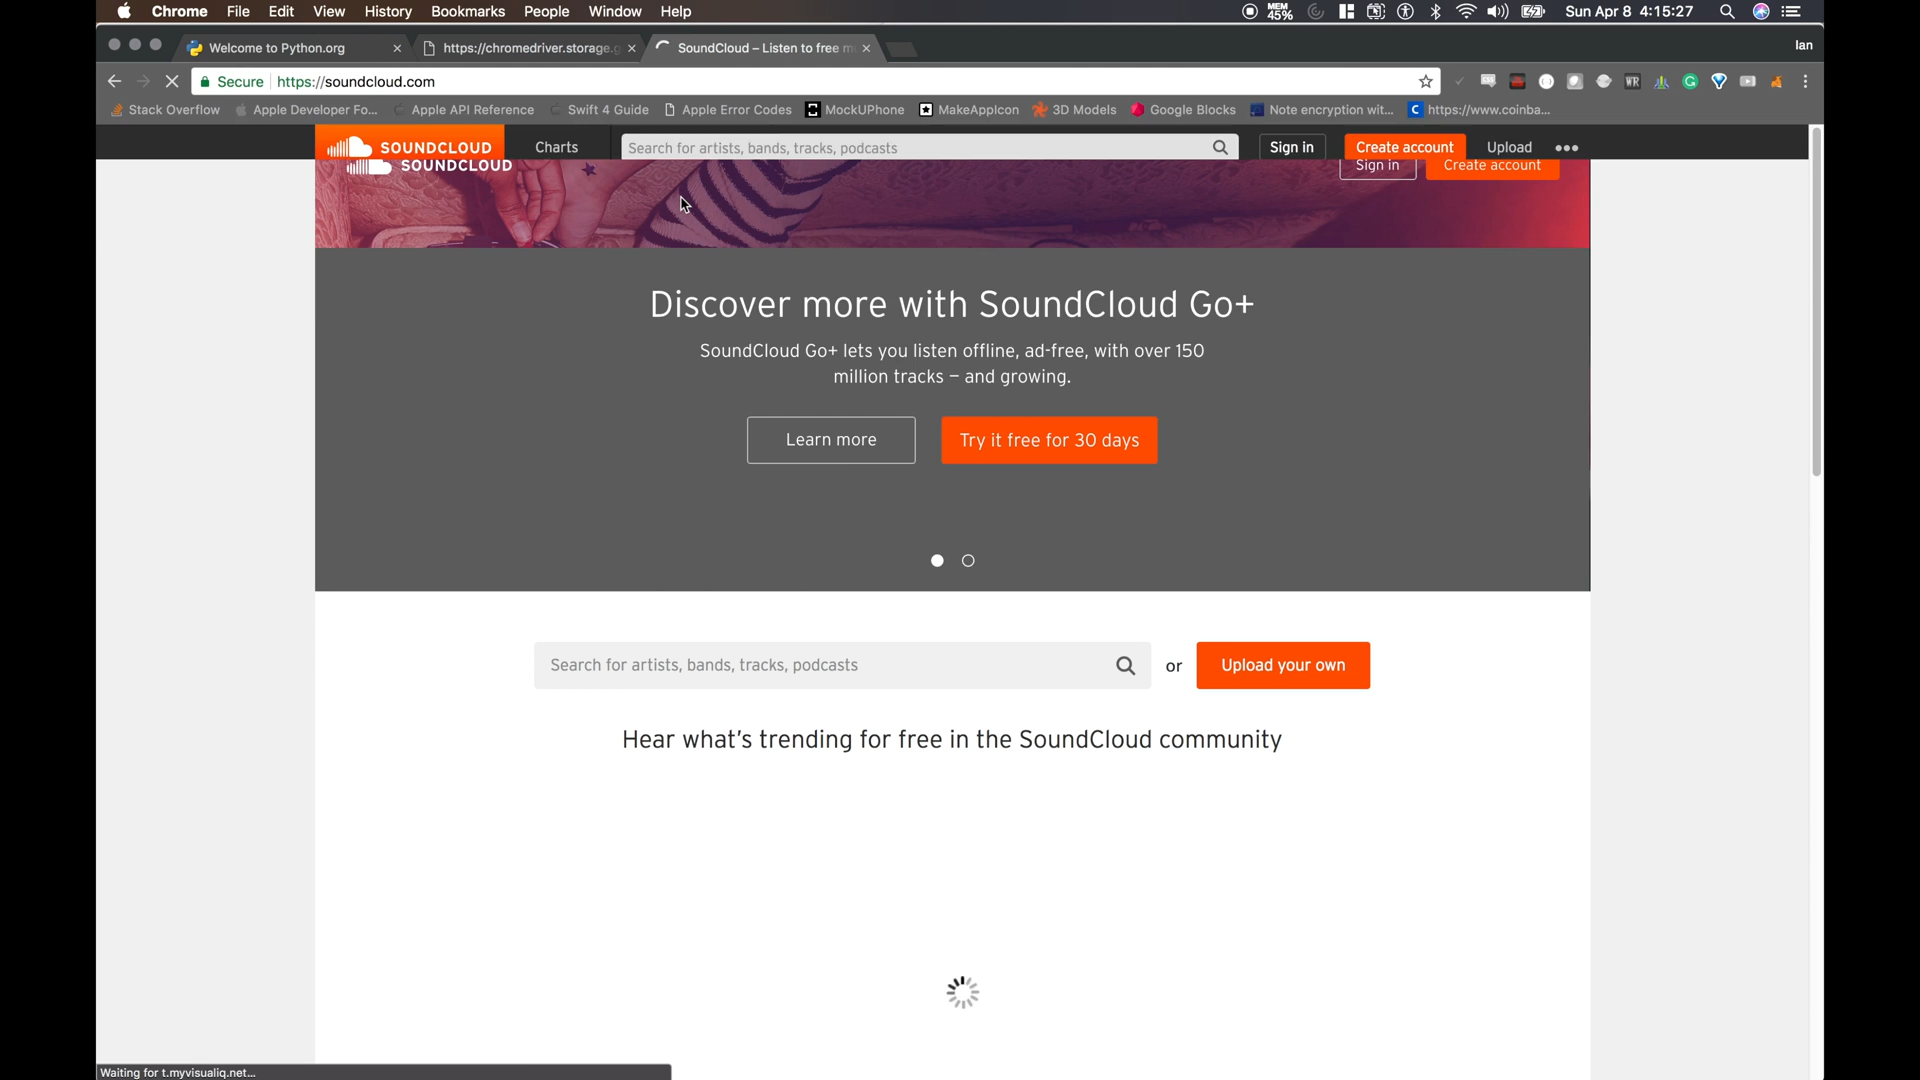 Chrome File Edit View History Bookmarks People Window Help MEM 45% Sun Apr 8 4:15:27
Welcome to Python.org https://chromedriver.storage.g SoundCloud – Listen to free m Ian
Secure https://soundcloud.com WR
Stack Overflow Apple Developer Fo... Apple API Reference Swift 4 Guide Apple Error Codes MockUPhone MakeAppIcon 3D Models Google Blocks Note encryption wit... https://www.coinba...
SOUNDCLOUD Charts Search for artists, bands, tracks, podcasts Sign in Create account Upload
SOUNDCLOUD Sign in Create account
Discover more with SoundCloud Go+
SoundCloud Go+ lets you listen offline, ad-free, with over 150
million tracks – and growing.
Learn more Try it free for 30 days
Search for artists, bands, tracks, podcasts or Upload your own
Hear what's trending for free in the SoundCloud community
Waiting for t.myvisualiq.net...